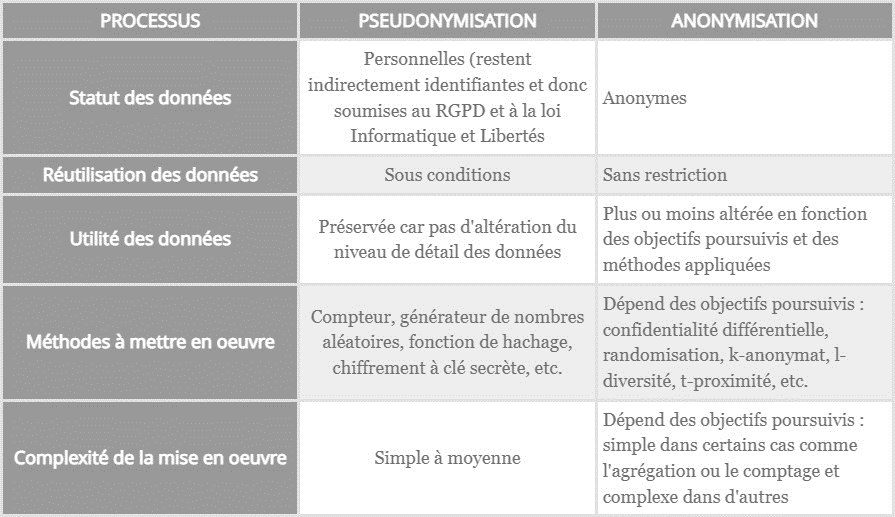 PROCESSUS
PSEUDONYMISATION
ANONYMISATION
Statut des données
Personnelles (restent
indirectement identifiantes et donc
soumises au RGPD et à la loi
Informatique et Libertés
Anonymes
Réutilisation des données
Sous conditions
Sans restriction
Utilité des données
Préservée car pas d'altération du
niveau de détail des données
Plus ou moins altérée en fonction
des objectifs poursuivis et des
méthodes appliquées
Méthodes à mettre en oeuvre
Compteur, générateur de nombres
aléatoires, fonction de hachage,
chiffrement à clé secrète, etc.
Dépend des objectifs poursuivis :
confidentialité différentielle,
randomisation, k-anonymat, l-
diversité, t-proximité, etc.
Complexité de la mise en oeuvre
Simple à moyenne
Dépend des objectifs poursuivis :
simple dans certains cas comme
l'agrégation ou le comptage et
complexe dans d'autres